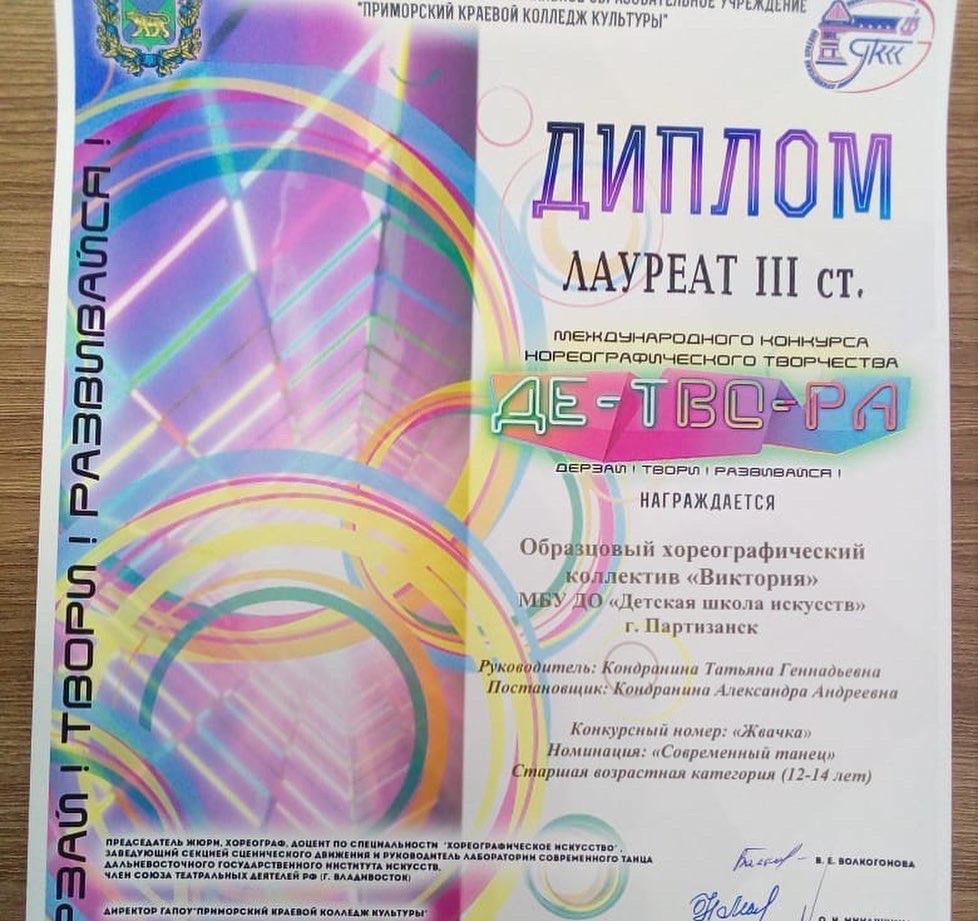 ОБРАЗОВАТЕЛЬНОЕ УЧРЕЖДЕНИЕ
"ПРИМОРСКИЙ КРАЕВОЙ КОЛЛЕДЖ КУЛЬТУРЫ"
ДИПЛОМ
ЛАУРЕАТ III ст.
МЕЖДУНАРОДНОГО КОНКУРСА
ХОРЕОГРАФИЧЕСКОГО ТВОРЧЕСТВА
ДЕ-ТВО-РА
ДЕРЗАЙ ! ТВОРИ ! РАЗВИВАЙСЯ !
НАГРАЖДАЕТСЯ
Образцовый хореографический
коллектив «Виктория»
МБУ ДО «Детская школа искусств»
г. Партизанск
Руководитель: Кондранина Татьяна Геннадьевна
Постановщик: Кондранина Александра Андреевна
Конкурсный номер: «Жвачка»
Номинация: «Современный танец»
Старшая возрастная категория (12-14 лет)
РЗАЙ ! ТВОРИ ! РАЗВИВАЙСЯ !
ПРЕДСЕДАТЕЛЬ ЖЮРИ, ХОРЕОГРАФ, ДОЦЕНТ ПО СПЕЦИАЛЬНОСТИ "ХОРЕОГРАФИЧЕСКОЕ ИСКУССТВО",
ЗАВЕДУЮЩИЙ СЕКЦИЕЙ СЦЕНИЧЕСКОГО ДВИЖЕНИЯ И РУКОВОДИТЕЛЬ ЛАБОРАТОРИИ СОВРЕМЕННОГО ТАНЦА
ДАЛЬНЕВОСТОЧНОГО ГОСУДАРСТВЕННОГО ИНСТИТУТА ИСКУССТВ,
ЧЛЕН СОЮЗА ТЕАТРАЛЬНЫХ ДЕЯТЕЛЕЙ РФ (Г. ВЛАДИВОСТОК)
В. Е. ВОЛКОГОНОВА
ДИРЕКТОР ГАПОУ "ПРИМОРСКИЙ КРАЕВОЙ КОЛЛЕДЖ КУЛЬТУРЫ"